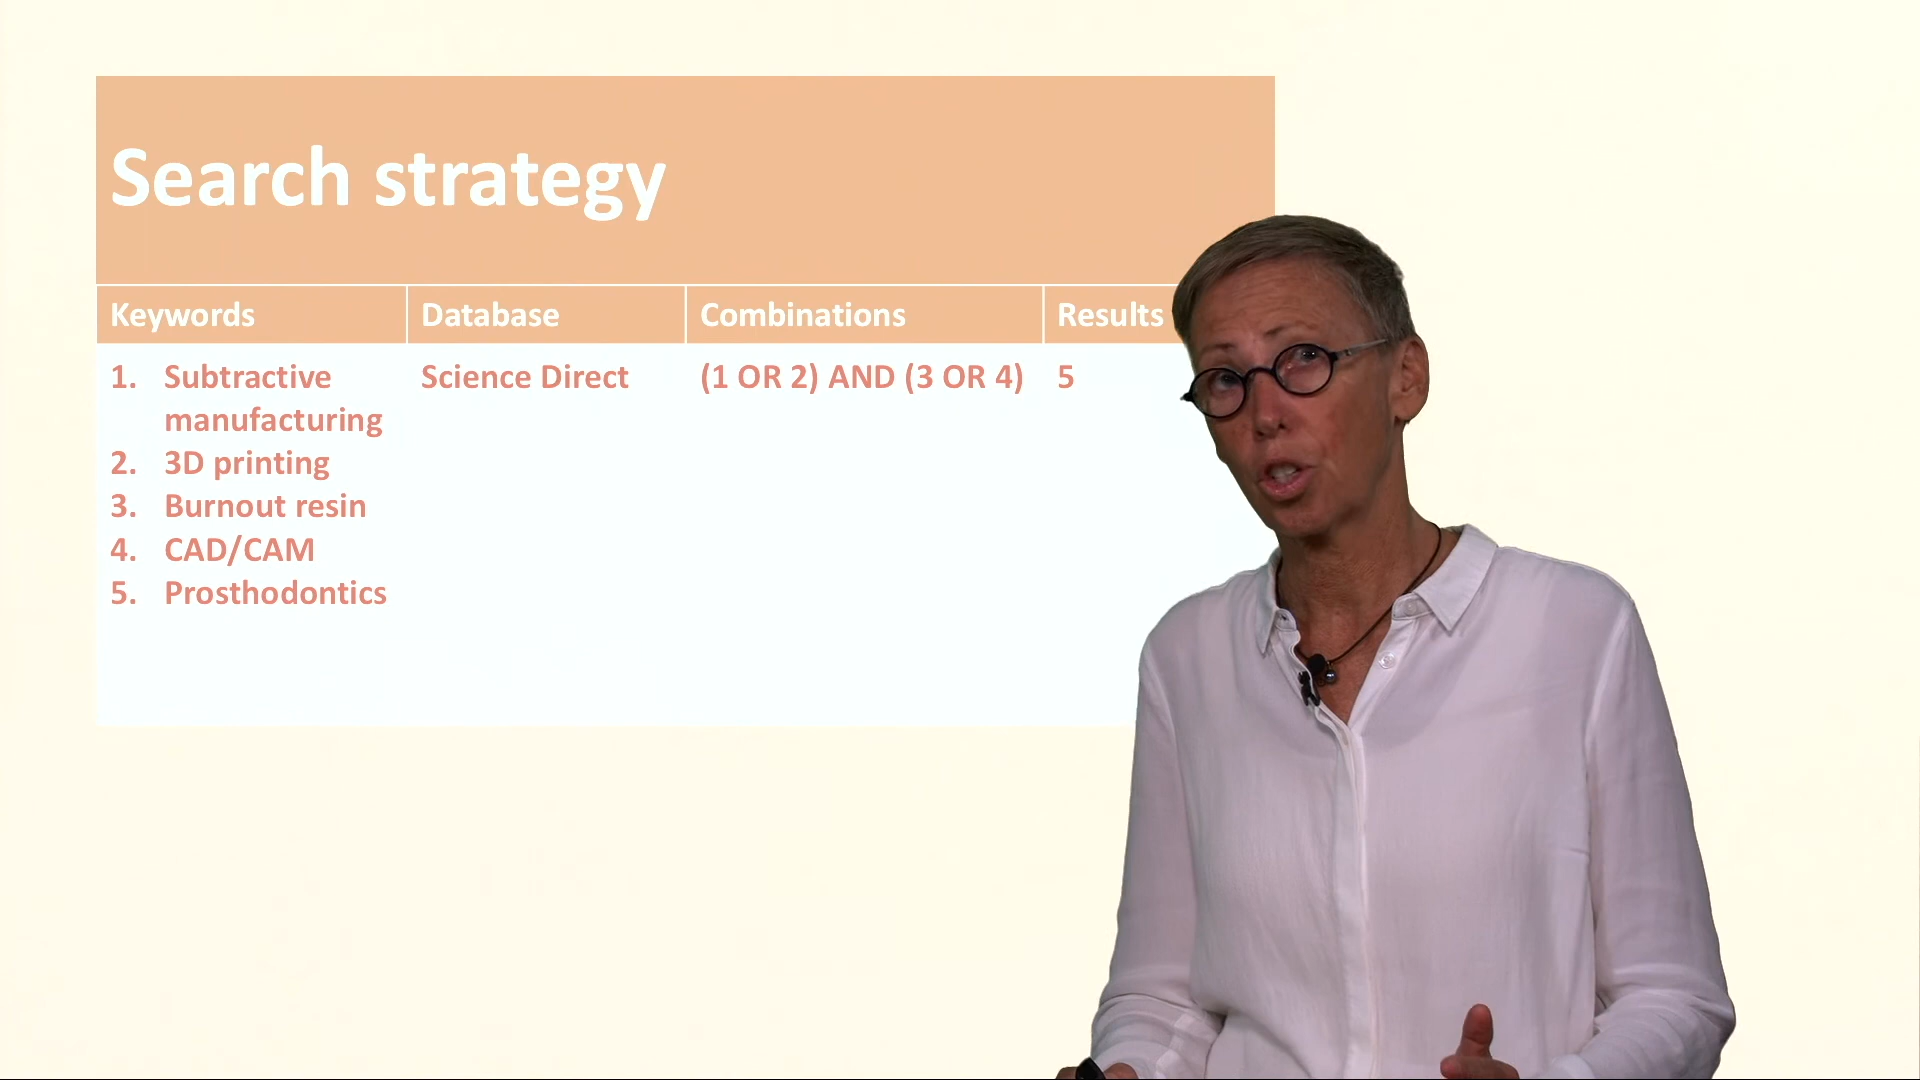 Search strategy
Keywords Database Combinations Results
1. Subtractive Science Direct (1 OR 2) AND (3 OR 4) 5
manufacturing
2. 3D printing
3. Burnout resin
4. CAD/CAM
5. Prosthodontics